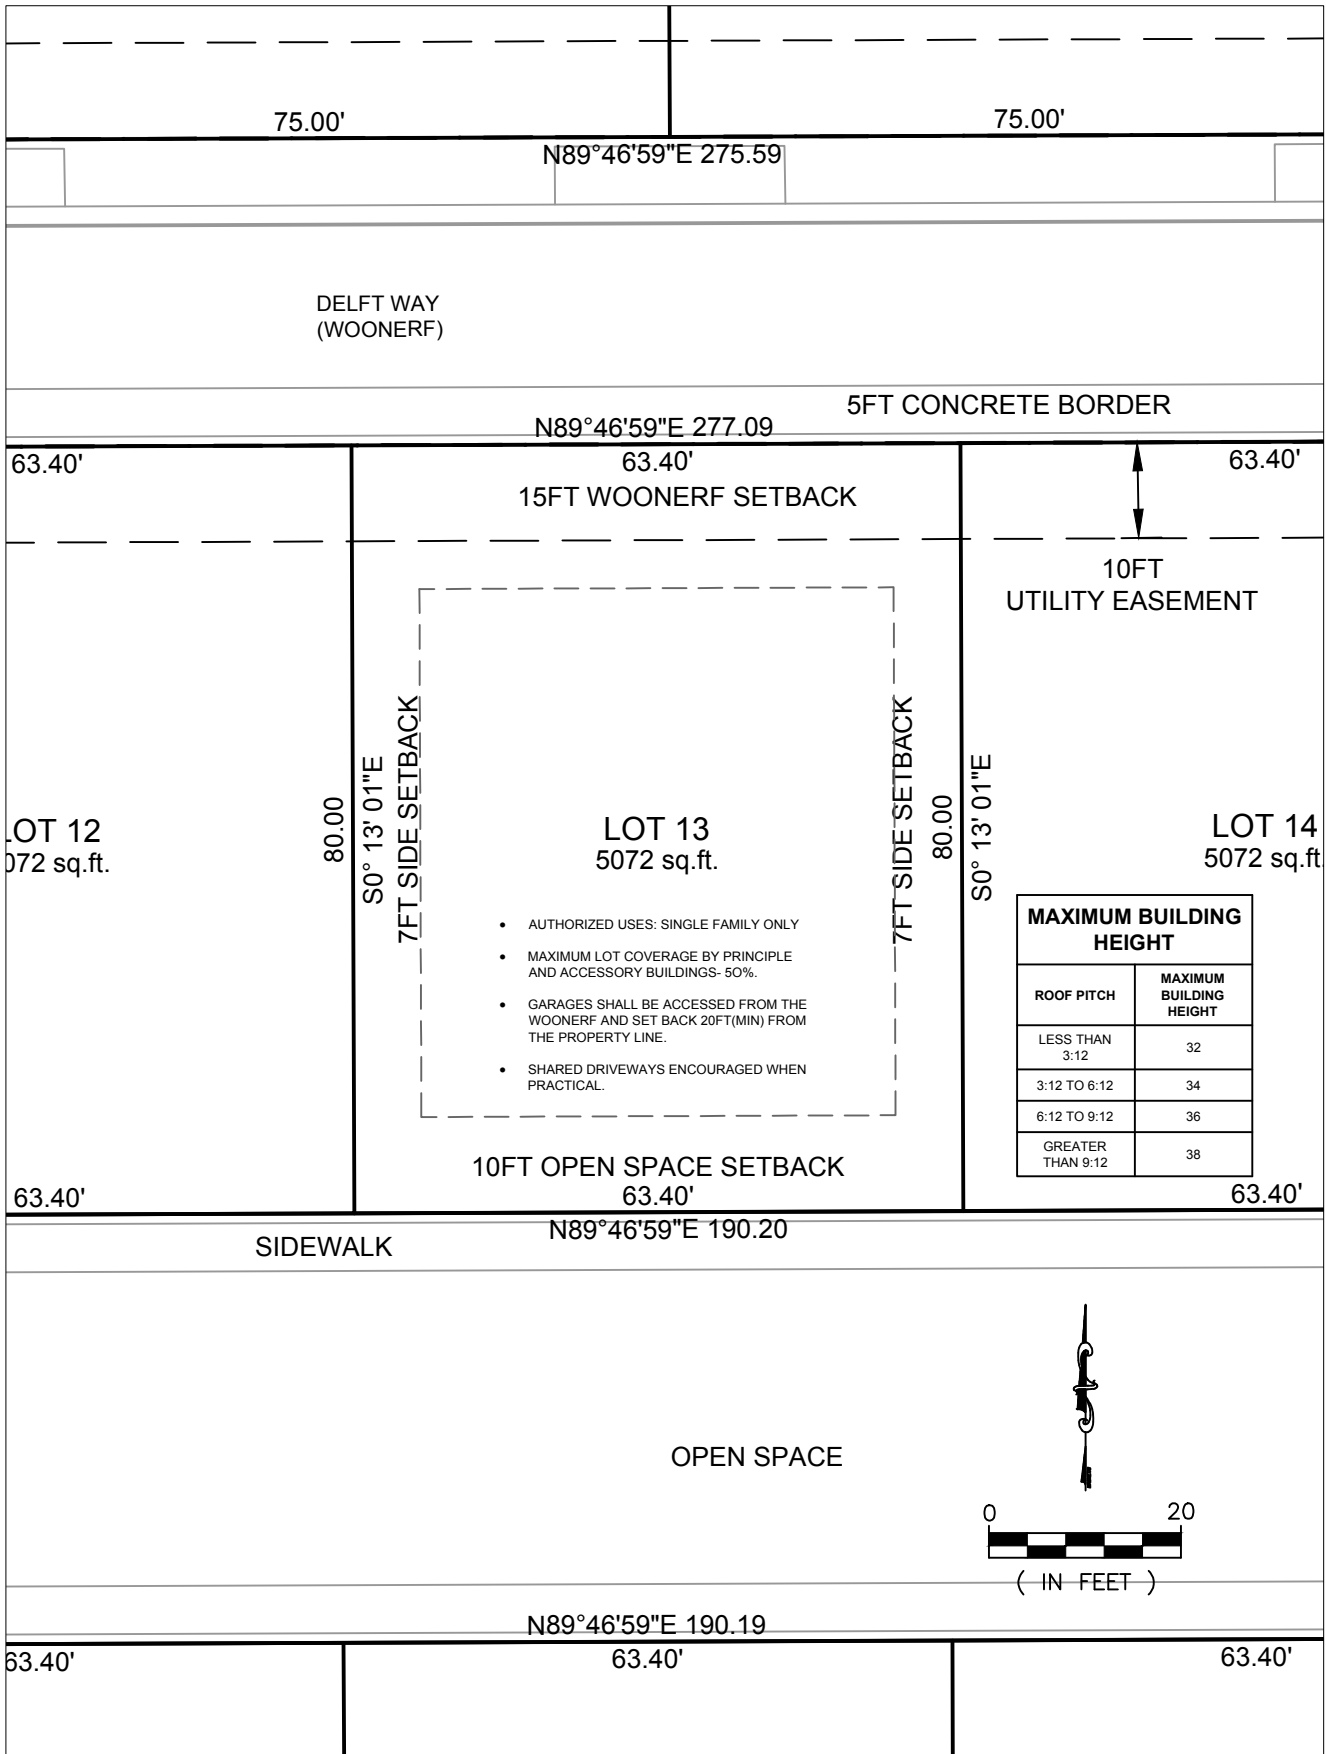 75.00'
75.00'
N89°46'59"E 275.59
DELFT WAY
(WOONERF)
5FT CONCRETE BORDER
N89°46'59"E 277.09
63.40'
63.40'
63.40'
15FT WOONERF SETBACK
10FT
UTILITY EASEMENT
80.00
S0° 13' 01"E
7FT SIDE SETBACK
7FT SIDE SETBACK
80.00
S0° 13' 01"E
LOT 12
072 sq.ft.
LOT 13
5072 sq.ft.
LOT 14
5072 sq.ft.
• AUTHORIZED USES: SINGLE FAMILY ONLY
• MAXIMUM LOT COVERAGE BY PRINCIPLE
AND ACCESSORY BUILDINGS- 5O%.
• GARAGES SHALL BE ACCESSED FROM THE
WOONERF AND SET BACK 20FT(MIN) FROM
THE PROPERTY LINE.
• SHARED DRIVEWAYS ENCOURAGED WHEN
PRACTICAL.
MAXIMUM BUILDING
HEIGHT
ROOF PITCH
MAXIMUM
BUILDING
HEIGHT
LESS THAN
3:12
32
3:12 TO 6:12
34
6:12 TO 9:12
36
GREATER
THAN 9:12
38
10FT OPEN SPACE SETBACK
63.40'
63.40'
63.40'
N89°46'59"E 190.20
SIDEWALK
OPEN SPACE
0
20
( IN FEET )
N89°46'59"E 190.19
63.40'
63.40'
63.40'